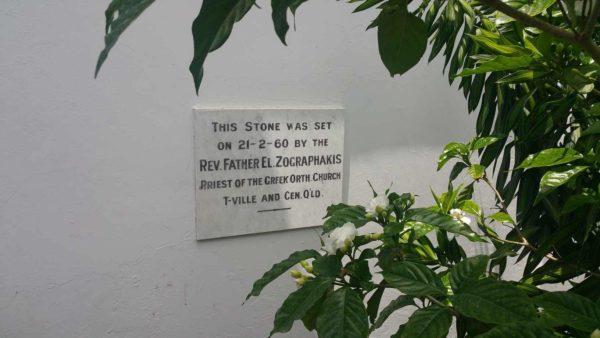 THIS STONE WAS SET
ON 21-2-60 BY THE
REV. FATHER EL. ZOGRAPHAKIS
PRIEST OF THE GREEK ORTH. CHURCH
T-VILLE AND CEN. Q'LD.